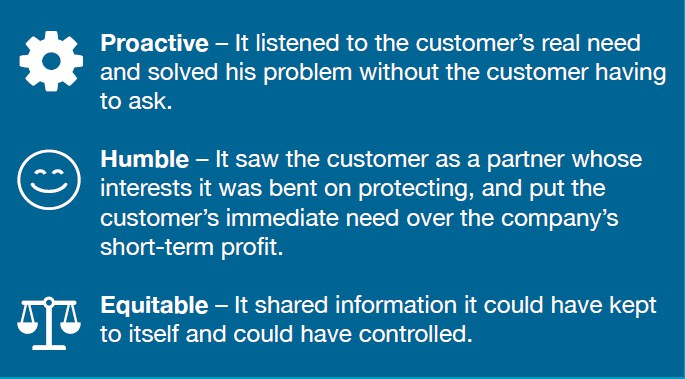 Proactive – It listened to the customer’s real need
and solved his problem without the customer having
to ask.
Humble – It saw the customer as a partner whose
interests it was bent on protecting, and put the
customer’s immediate need over the company’s
short-term profit.
Equitable – It shared information it could have kept
to itself and could have controlled.